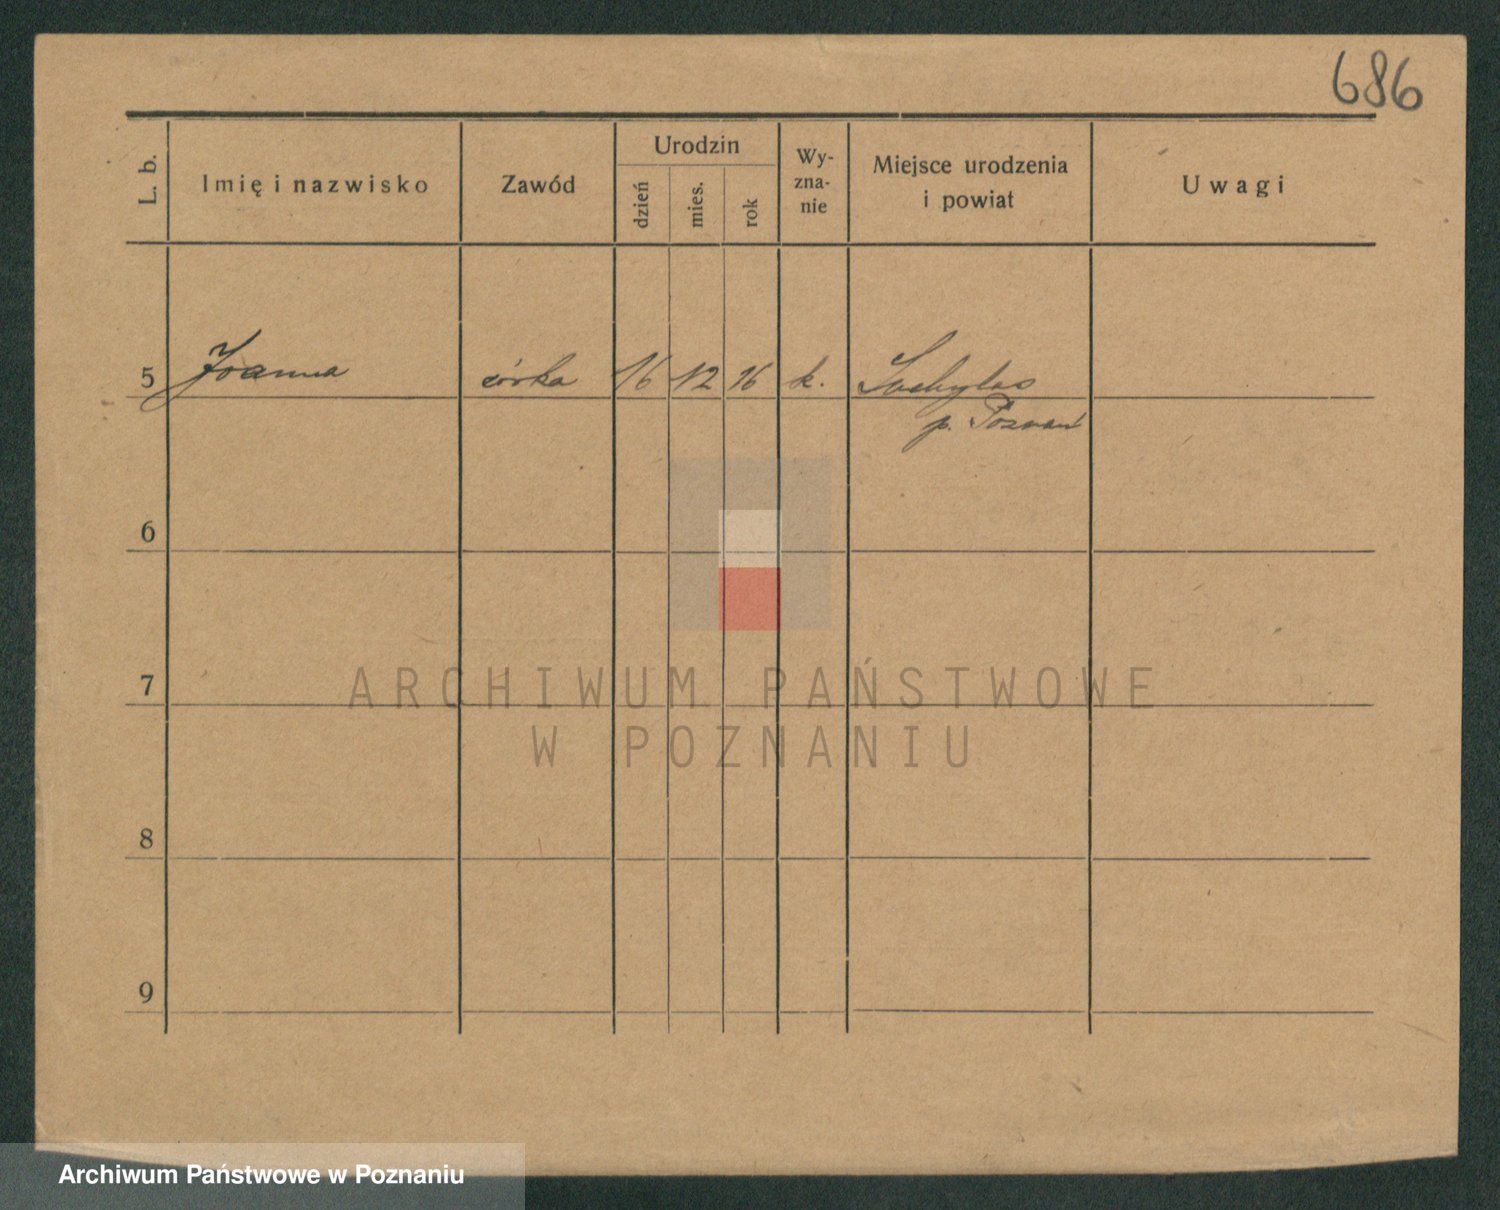 686
L. b.
Imię i nazwisko
Zawód
Urodzin
dzień
mies.
rok
Wy-
zna-
nie
Miejsce urodzenia
i powiat
Uwagi
5 Joanna córka 16 12 16 k. Suchylas
p. Poznań
6
7
8
9
ARCHIWUM PAŃSTWOWE
W POZNANIU
Archiwum Państwowe w Poznaniu